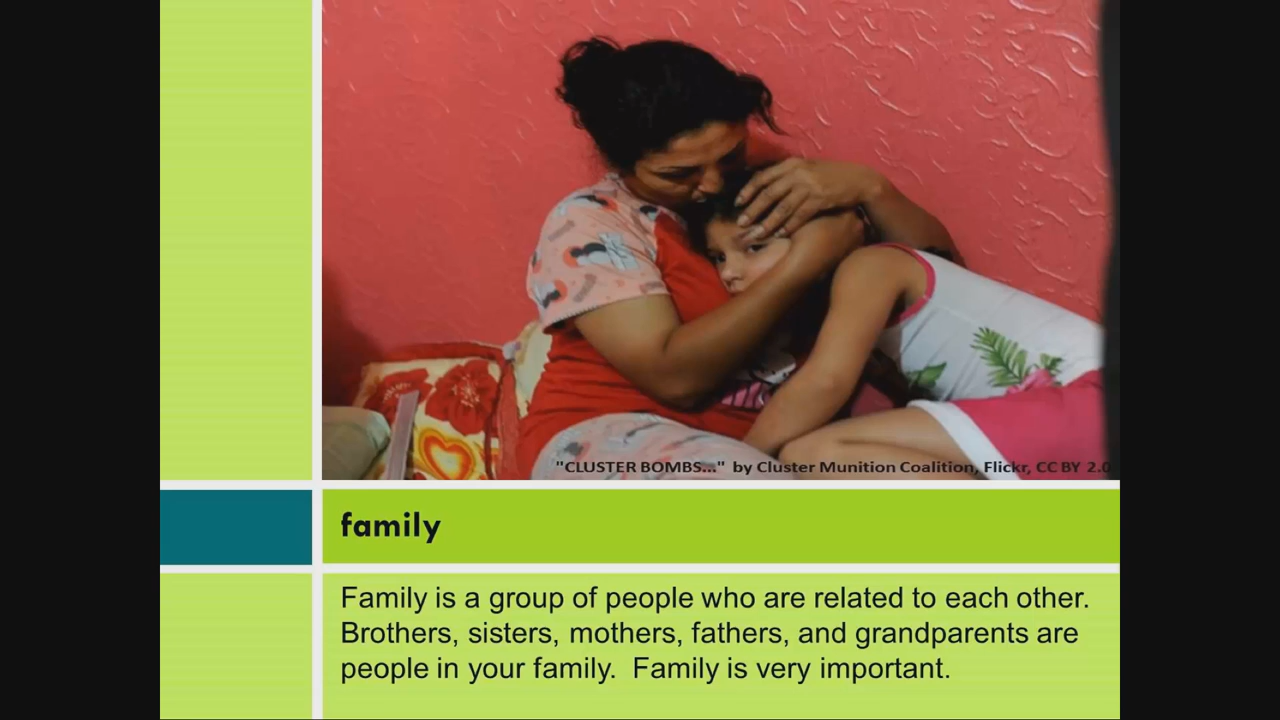 "CLUSTER BOMBS..." by Cluster Munition Coalition, Flickr, CC BY 2.0
family
Family is a group of people who are related to each other.
Brothers, sisters, mothers, fathers, and grandparents are
people in your family.  Family is very important.